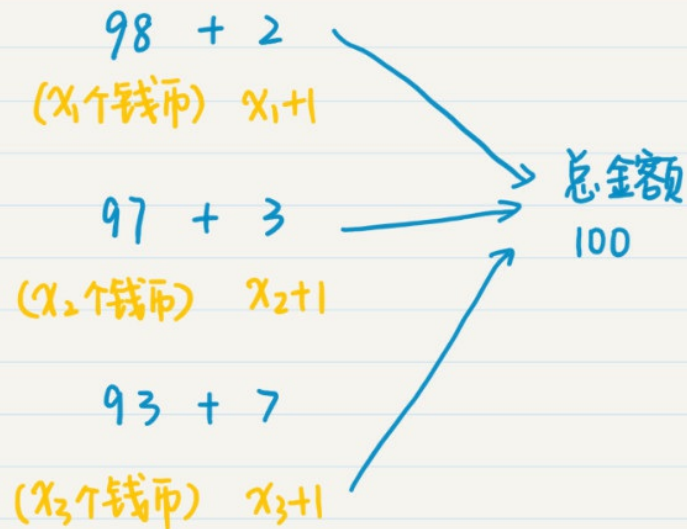 98 + 2
(x₁个钱币) x₁+1
总金额
97 + 3
100
(x₂个钱币) x₂+1
93 + 7
(x₃个钱币) x₃+1